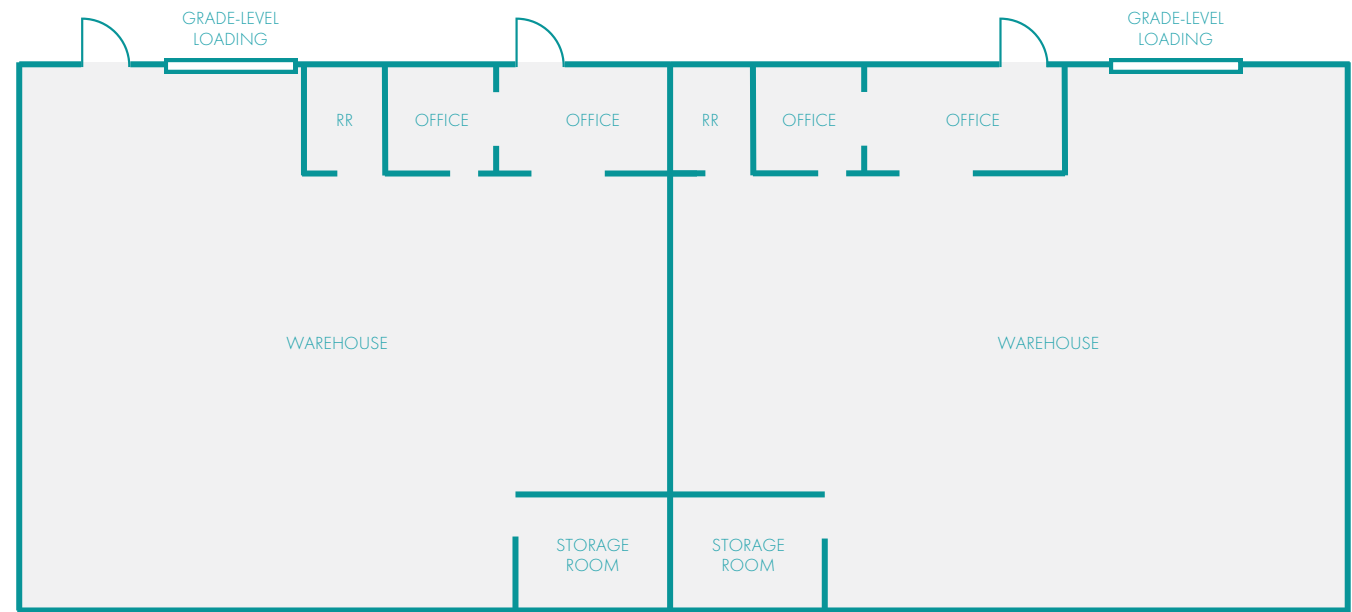 GRADE-LEVEL
LOADING
GRADE-LEVEL
LOADING
RR
OFFICE
OFFICE
RR
OFFICE
OFFICE
WAREHOUSE
WAREHOUSE
STORAGE
ROOM
STORAGE
ROOM